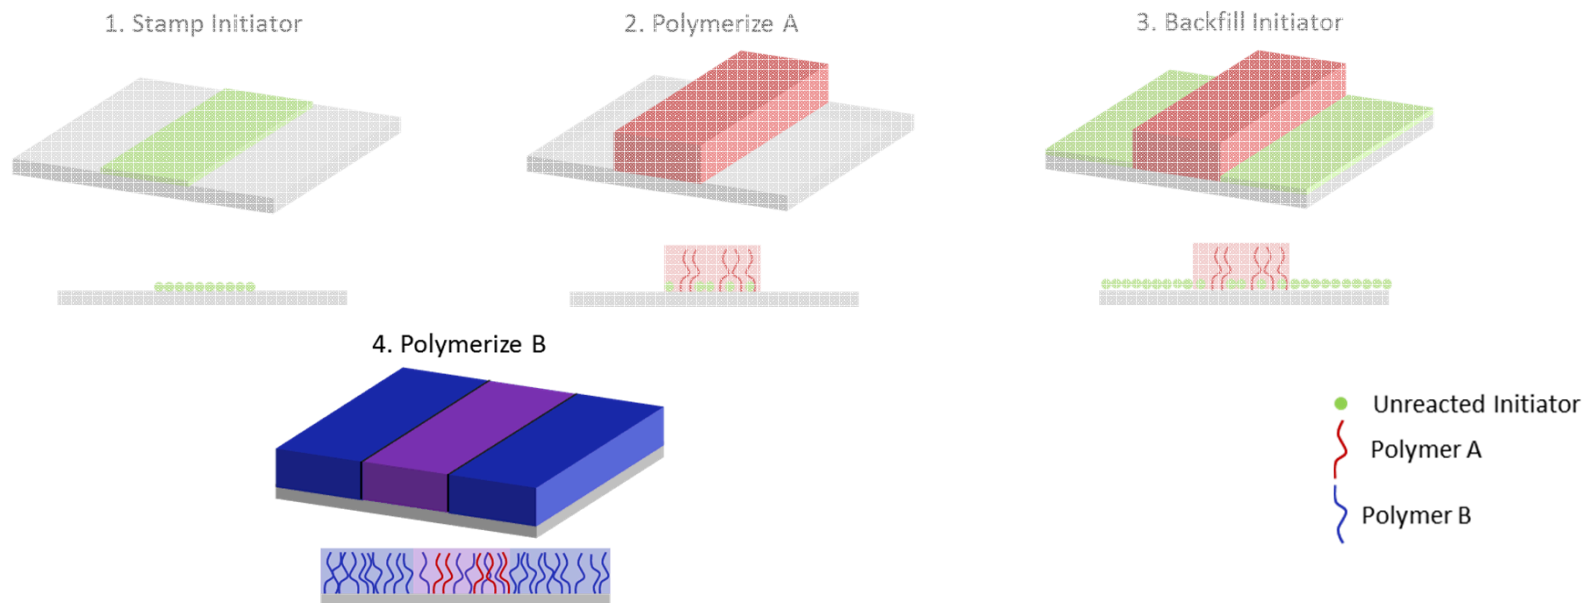 1. Stamp Initiator
2. Polymerize A
3. Backfill Initiator
4. Polymerize B
Unreacted Initiator
Polymer A
Polymer B